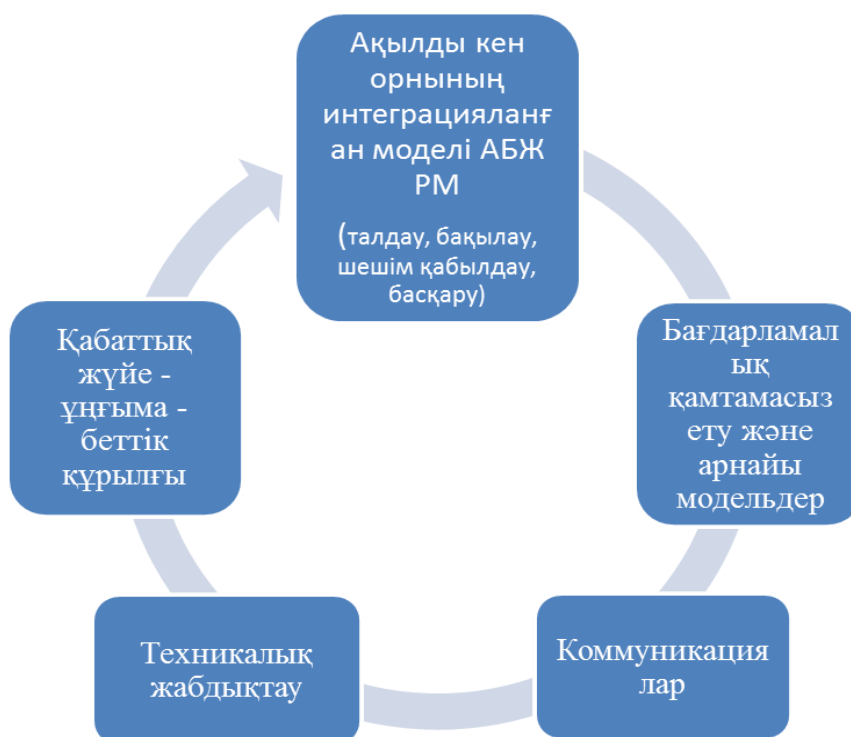 Ақылды кен
орнының
интеграцияланғ
ан моделі АБЖ
РМ
(талдау, бақылау,
шешім қабылдау,
басқару)
Бағдарламал
ық
қамтамасыз
ету және
арнайы
модельдер
Коммуникация
лар
Техникалық
жабдықтау
Қабаттық
жүйе -
ұңғыма -
беттік
құрылғы